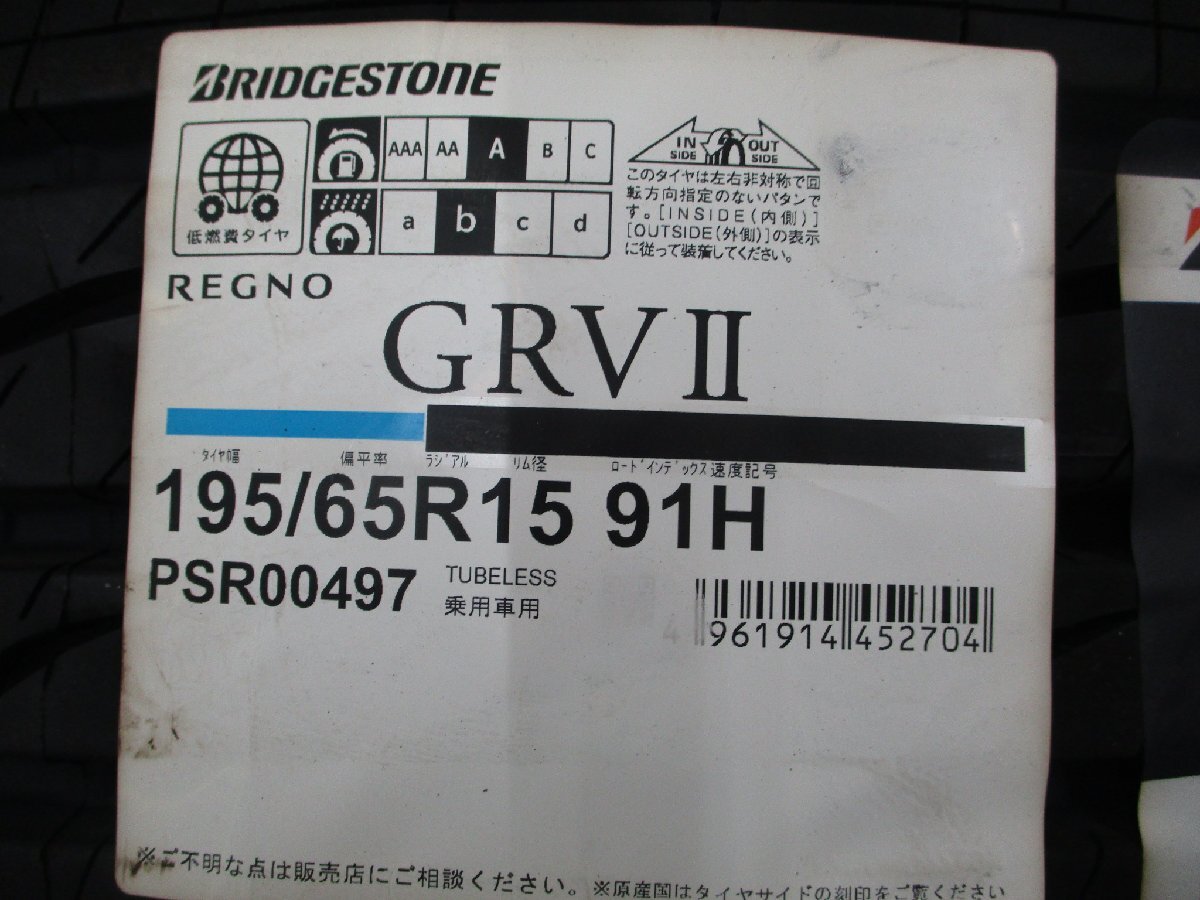 BRIDGESTONE
低燃費タイヤ
AAA AA A B C
a b c d
IN SIDE OUT SIDE
このタイヤは左右非対称で回
転方向指定のないパタンで
す。[INSIDE(内側)]
[OUTSIDE(外側)]の表示
に従って装着してください。
REGNO
GRVⅡ
タイヤ巾畐 偏平率 ラジアル リム径 ロードインデックス 速度記号
195/65R15 91H
PSR00497
TUBELESS
乗用車用
4 961914 452704
※ご不明な点は販売店にご相談ください。※原産国はタイヤサイドの刻印をご覧ください